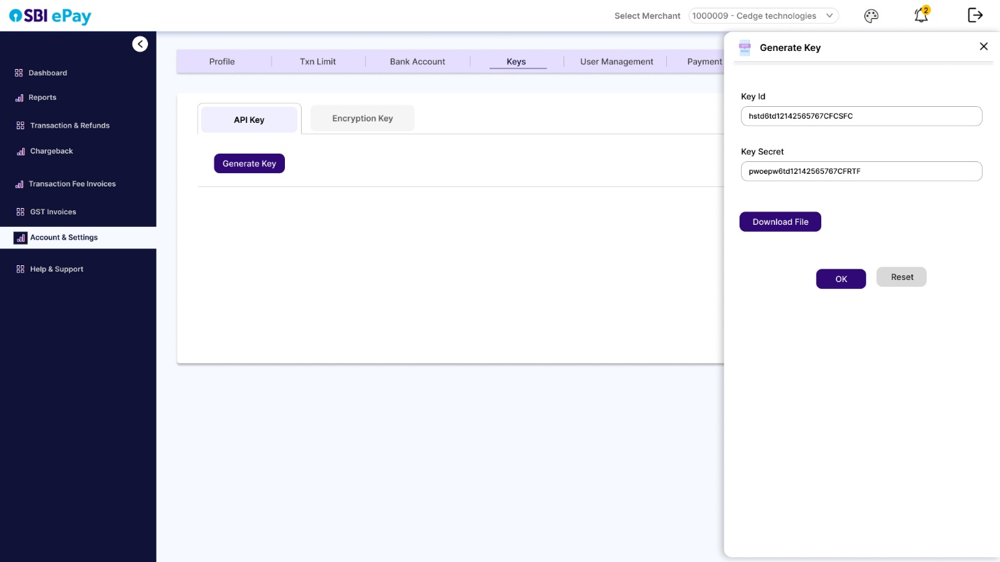 SBI ePay
Select Merchant
1000009 - Cedge technologies
2
Dashboard
Reports
Transaction & Refunds
Chargeback
Transaction Fee Invoices
GST Invoices
Account & Settings
Help & Support
Profile
Txn Limit
Bank Account
Keys
User Management
Payment
API Key
Encryption Key
Generate Key
Generate Key
Key Id
hstd6td12142565767CFCSFC
Key Secret
pwoepw6td12142565767CFRTF
Download File
OK
Reset